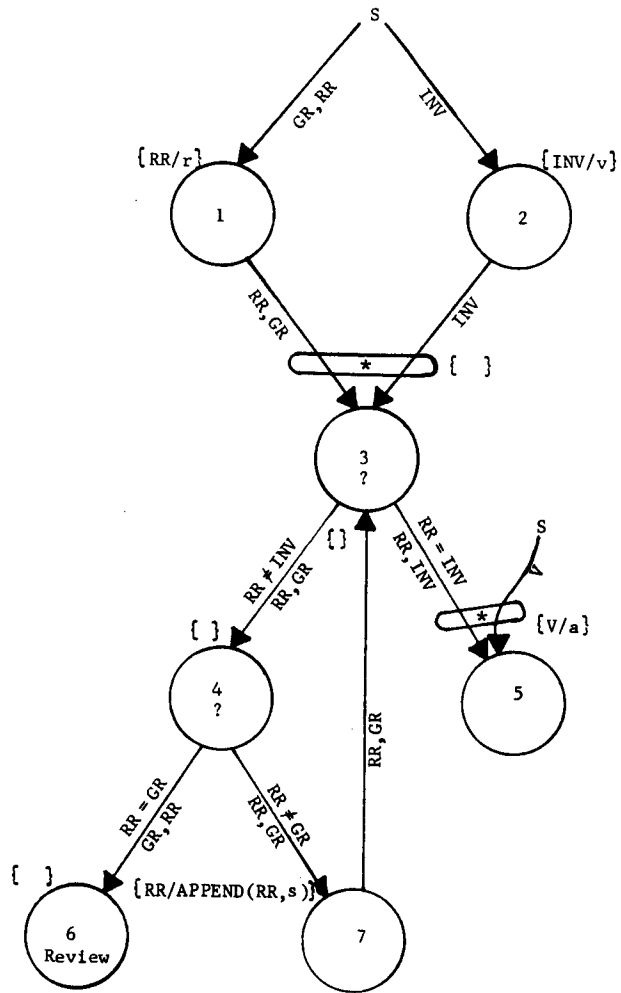 S
GR,RR
INV
{RR/r}
{INV/v}
1
2
RR,GR
INV
*
{ }
3
?
{}
RR ≠ INV
RR,GR
RR = INV
RR,INV
S
V
*
{V/a}
{ }
4
?
5
RR,GR
RR = GR
GR,RR
RR ≠ GR
RR,GR
{ }
{RR/APPEND(RR,s)}
6
Review
7